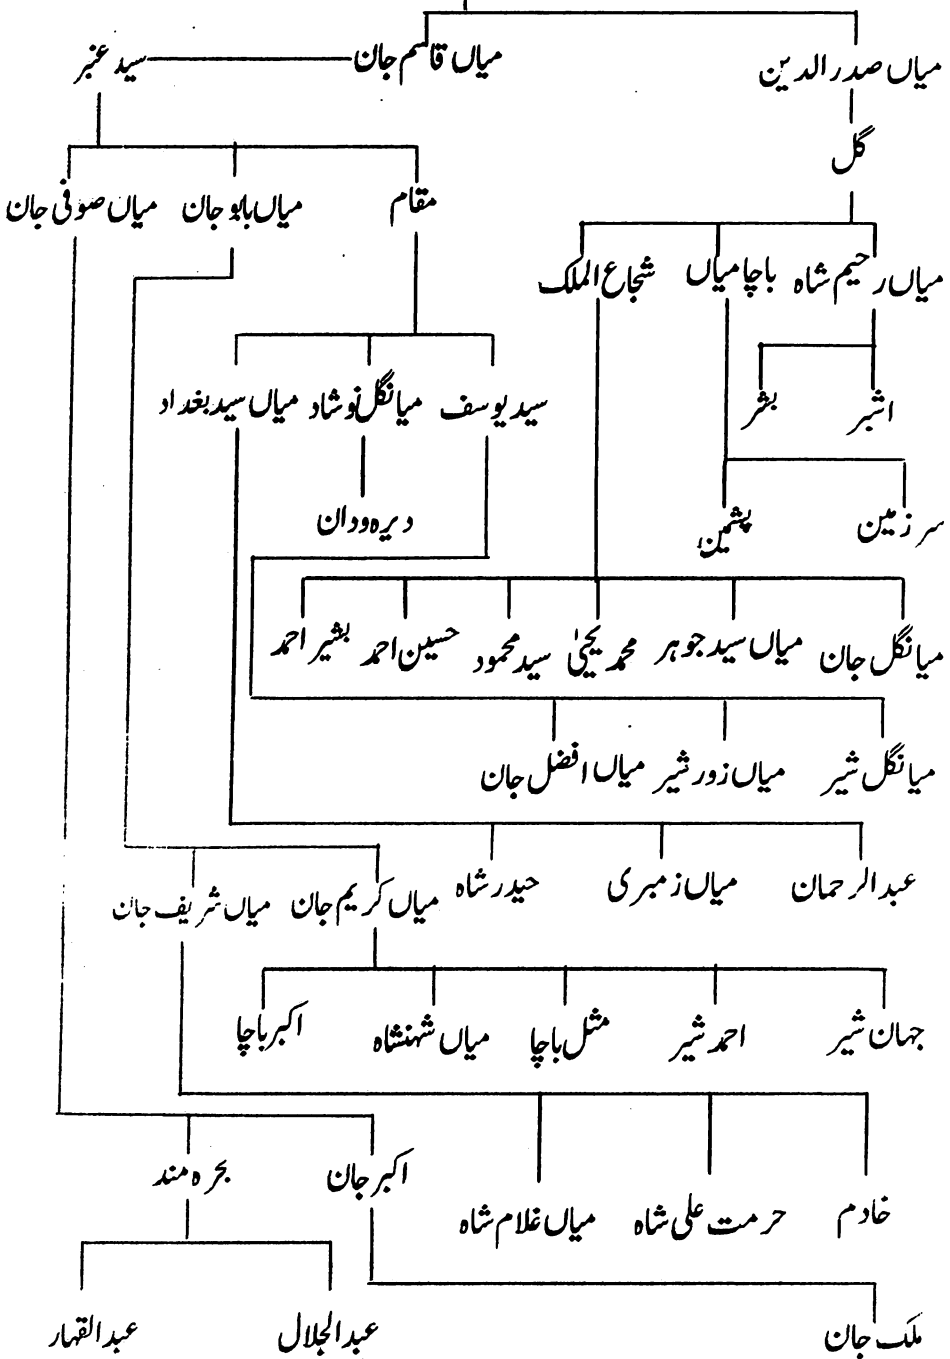 میاں صدر الدین میاں قاسم جان سید عنبر
گل
مقام میاں بابو جان میاں صوفی جان
میاں رحیم شاہ باچا میاں شجاع الملک
اشبر بشر
سید یوسف میانگل نوشاد میاں سید بغداد
سرزمین پشمین
دیرہ ودان
میانگل جان میاں سید جوہر محمد یحییٰ سید محمود حسین احمد بشیر احمد
میانگل شیر میاں زور شیر میاں افضل جان
عبد الرحمان میاں زمبری حیدر شاہ
میاں کریم جان میاں شریف جان
جہان شیر احمد شیر مثل باچا میاں شہنشاہ اکبر باچا
اکبر جان بحرہ مند
خادم حرمت علی شاہ میاں غلام شاہ
ملک جان عبد الجلال عبد القہار